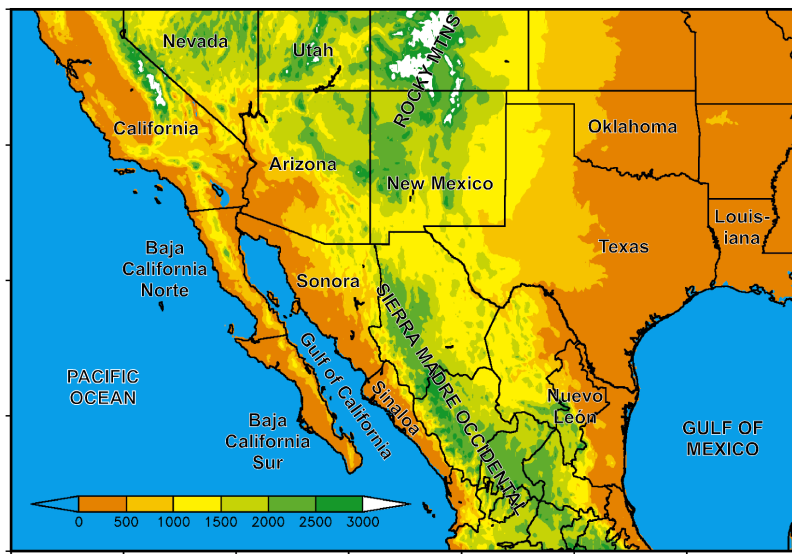 Nevada
Utah
ROCKY MTNS
California
Oklahoma
Arizona
New Mexico
Louis-
iana
Texas
Baja
California
Norte
Sonora
SIERRA MADRE OCCIDENTAL
Gulf of California
PACIFIC
OCEAN
Sinaloa
Nuevo
León
Baja
California
Sur
GULF OF
MEXICO
0 500 1000 1500 2000 2500 3000